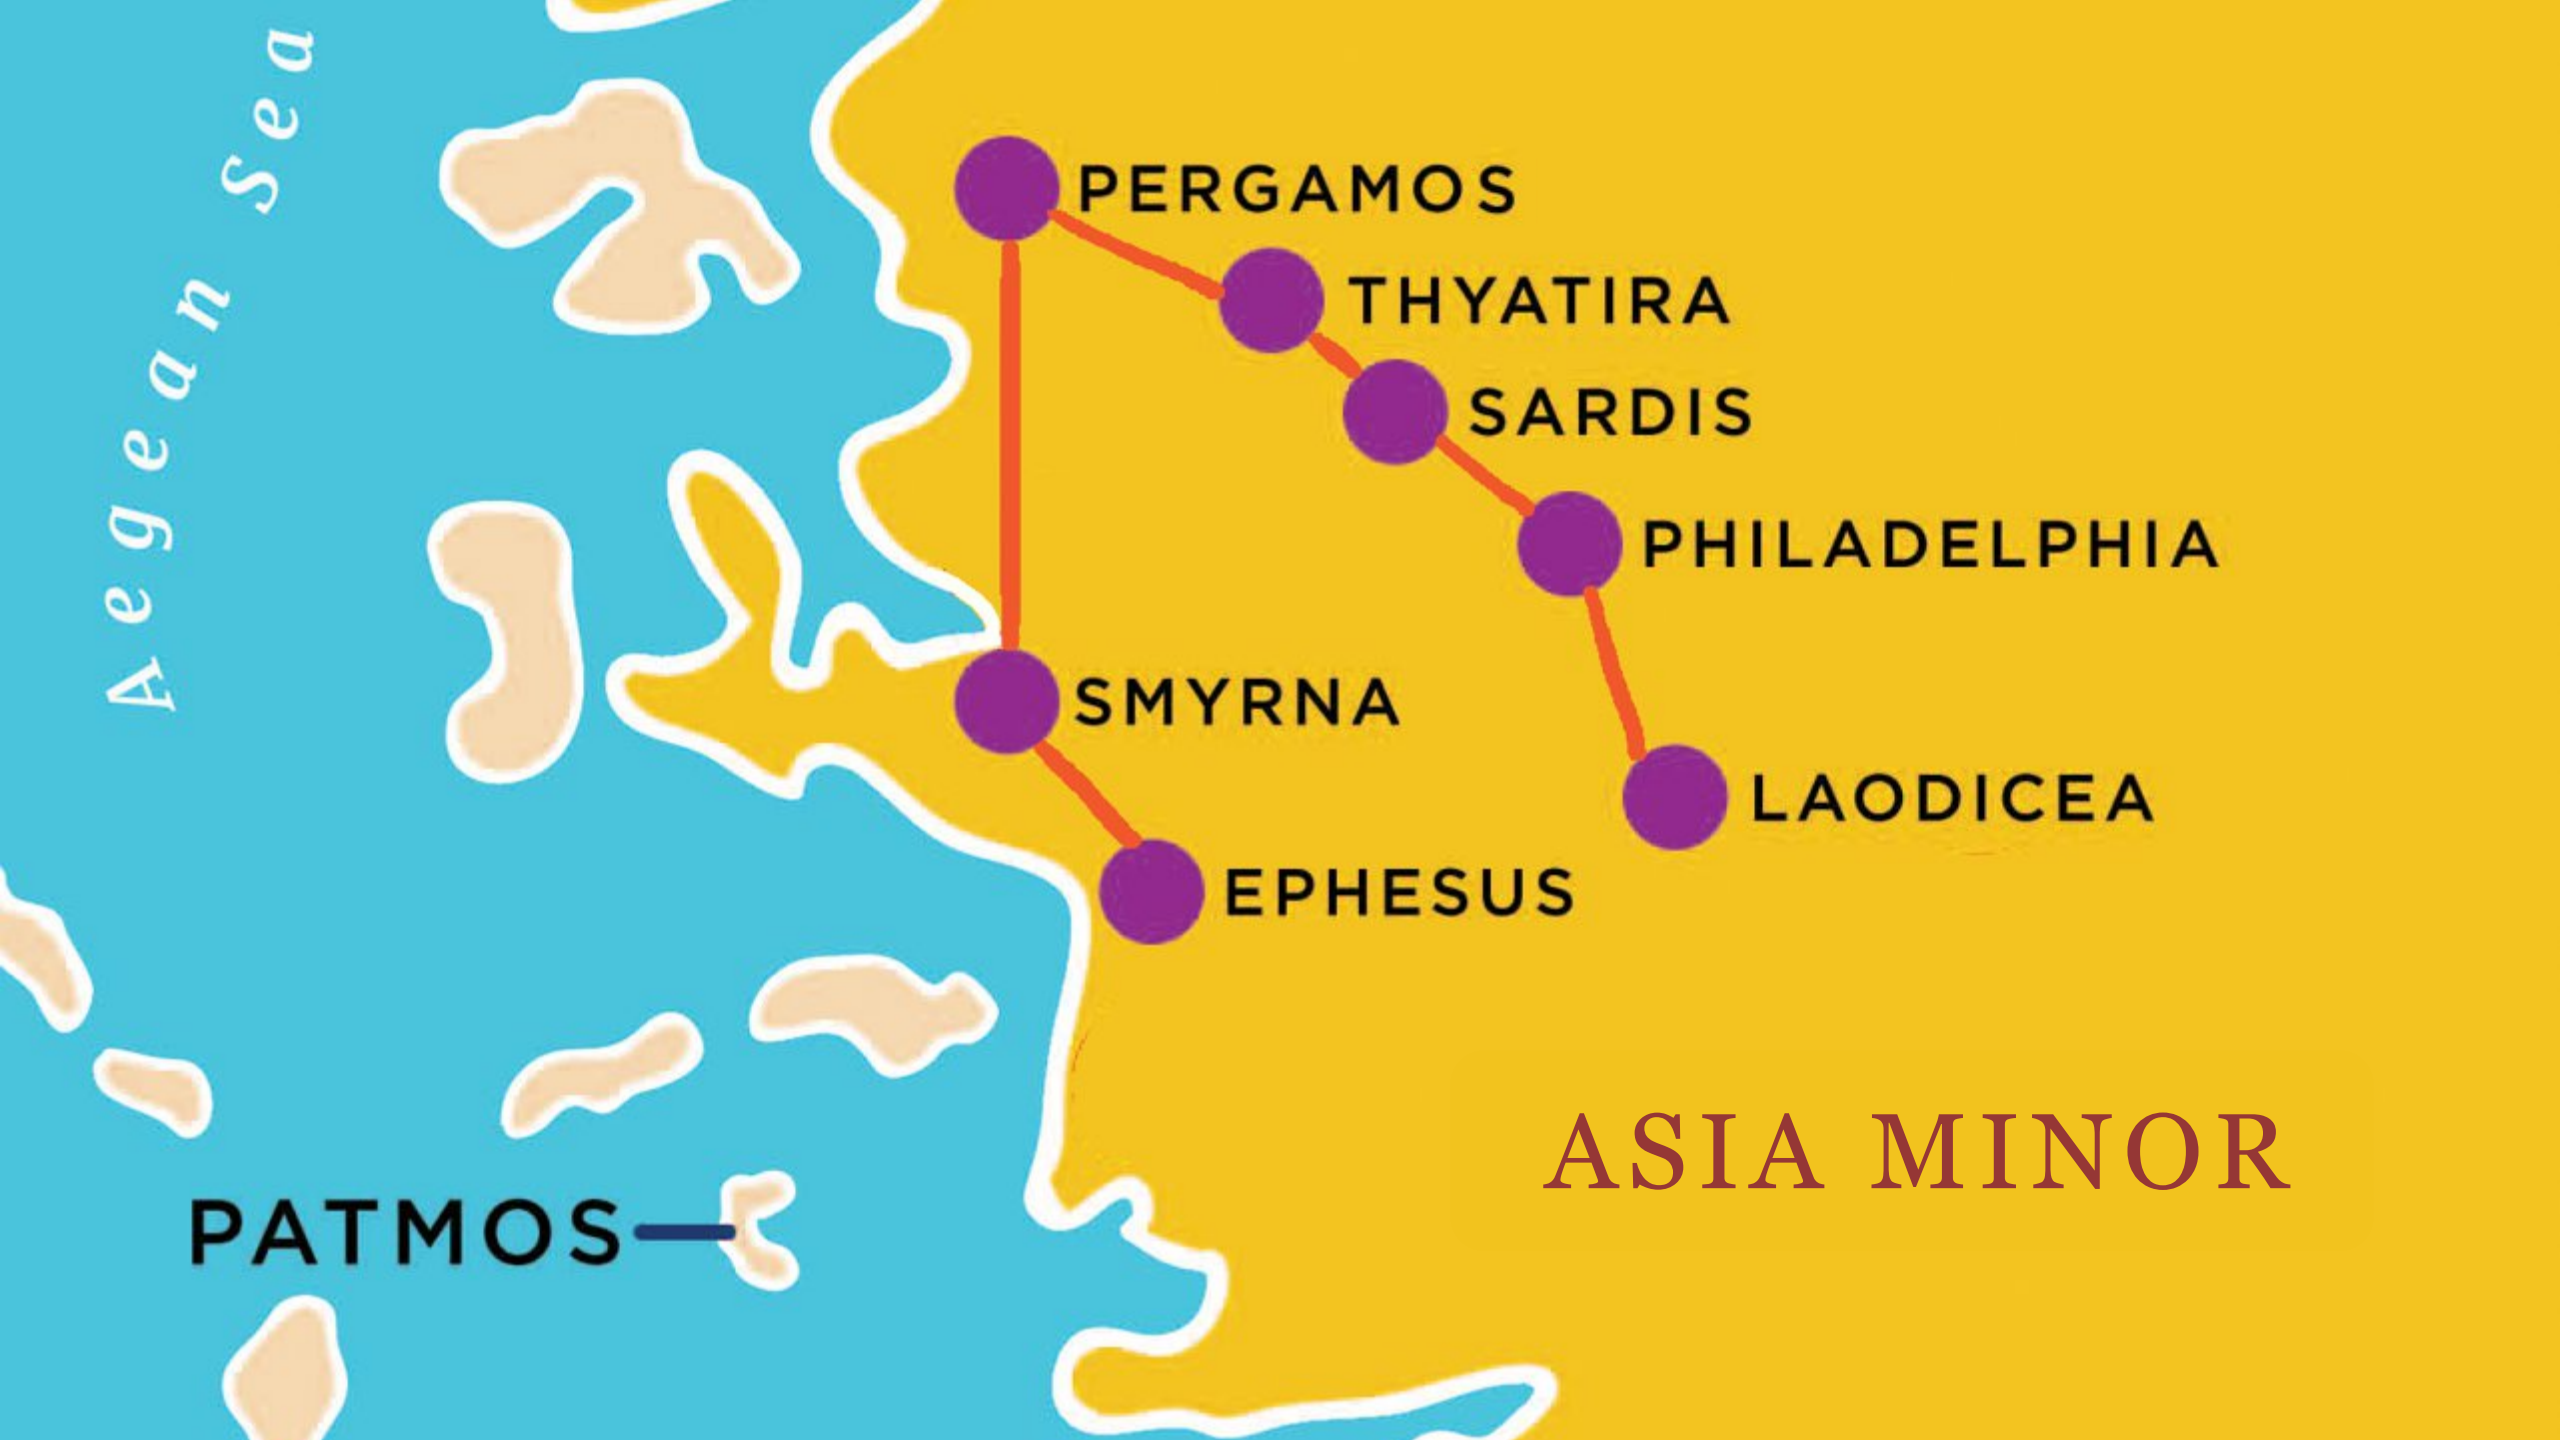 Aegean Sea
PERGAMOS
THYATIRA
SARDIS
PHILADELPHIA
SMYRNA
LAODICEA
EPHESUS
ASIA MINOR
PATMOS